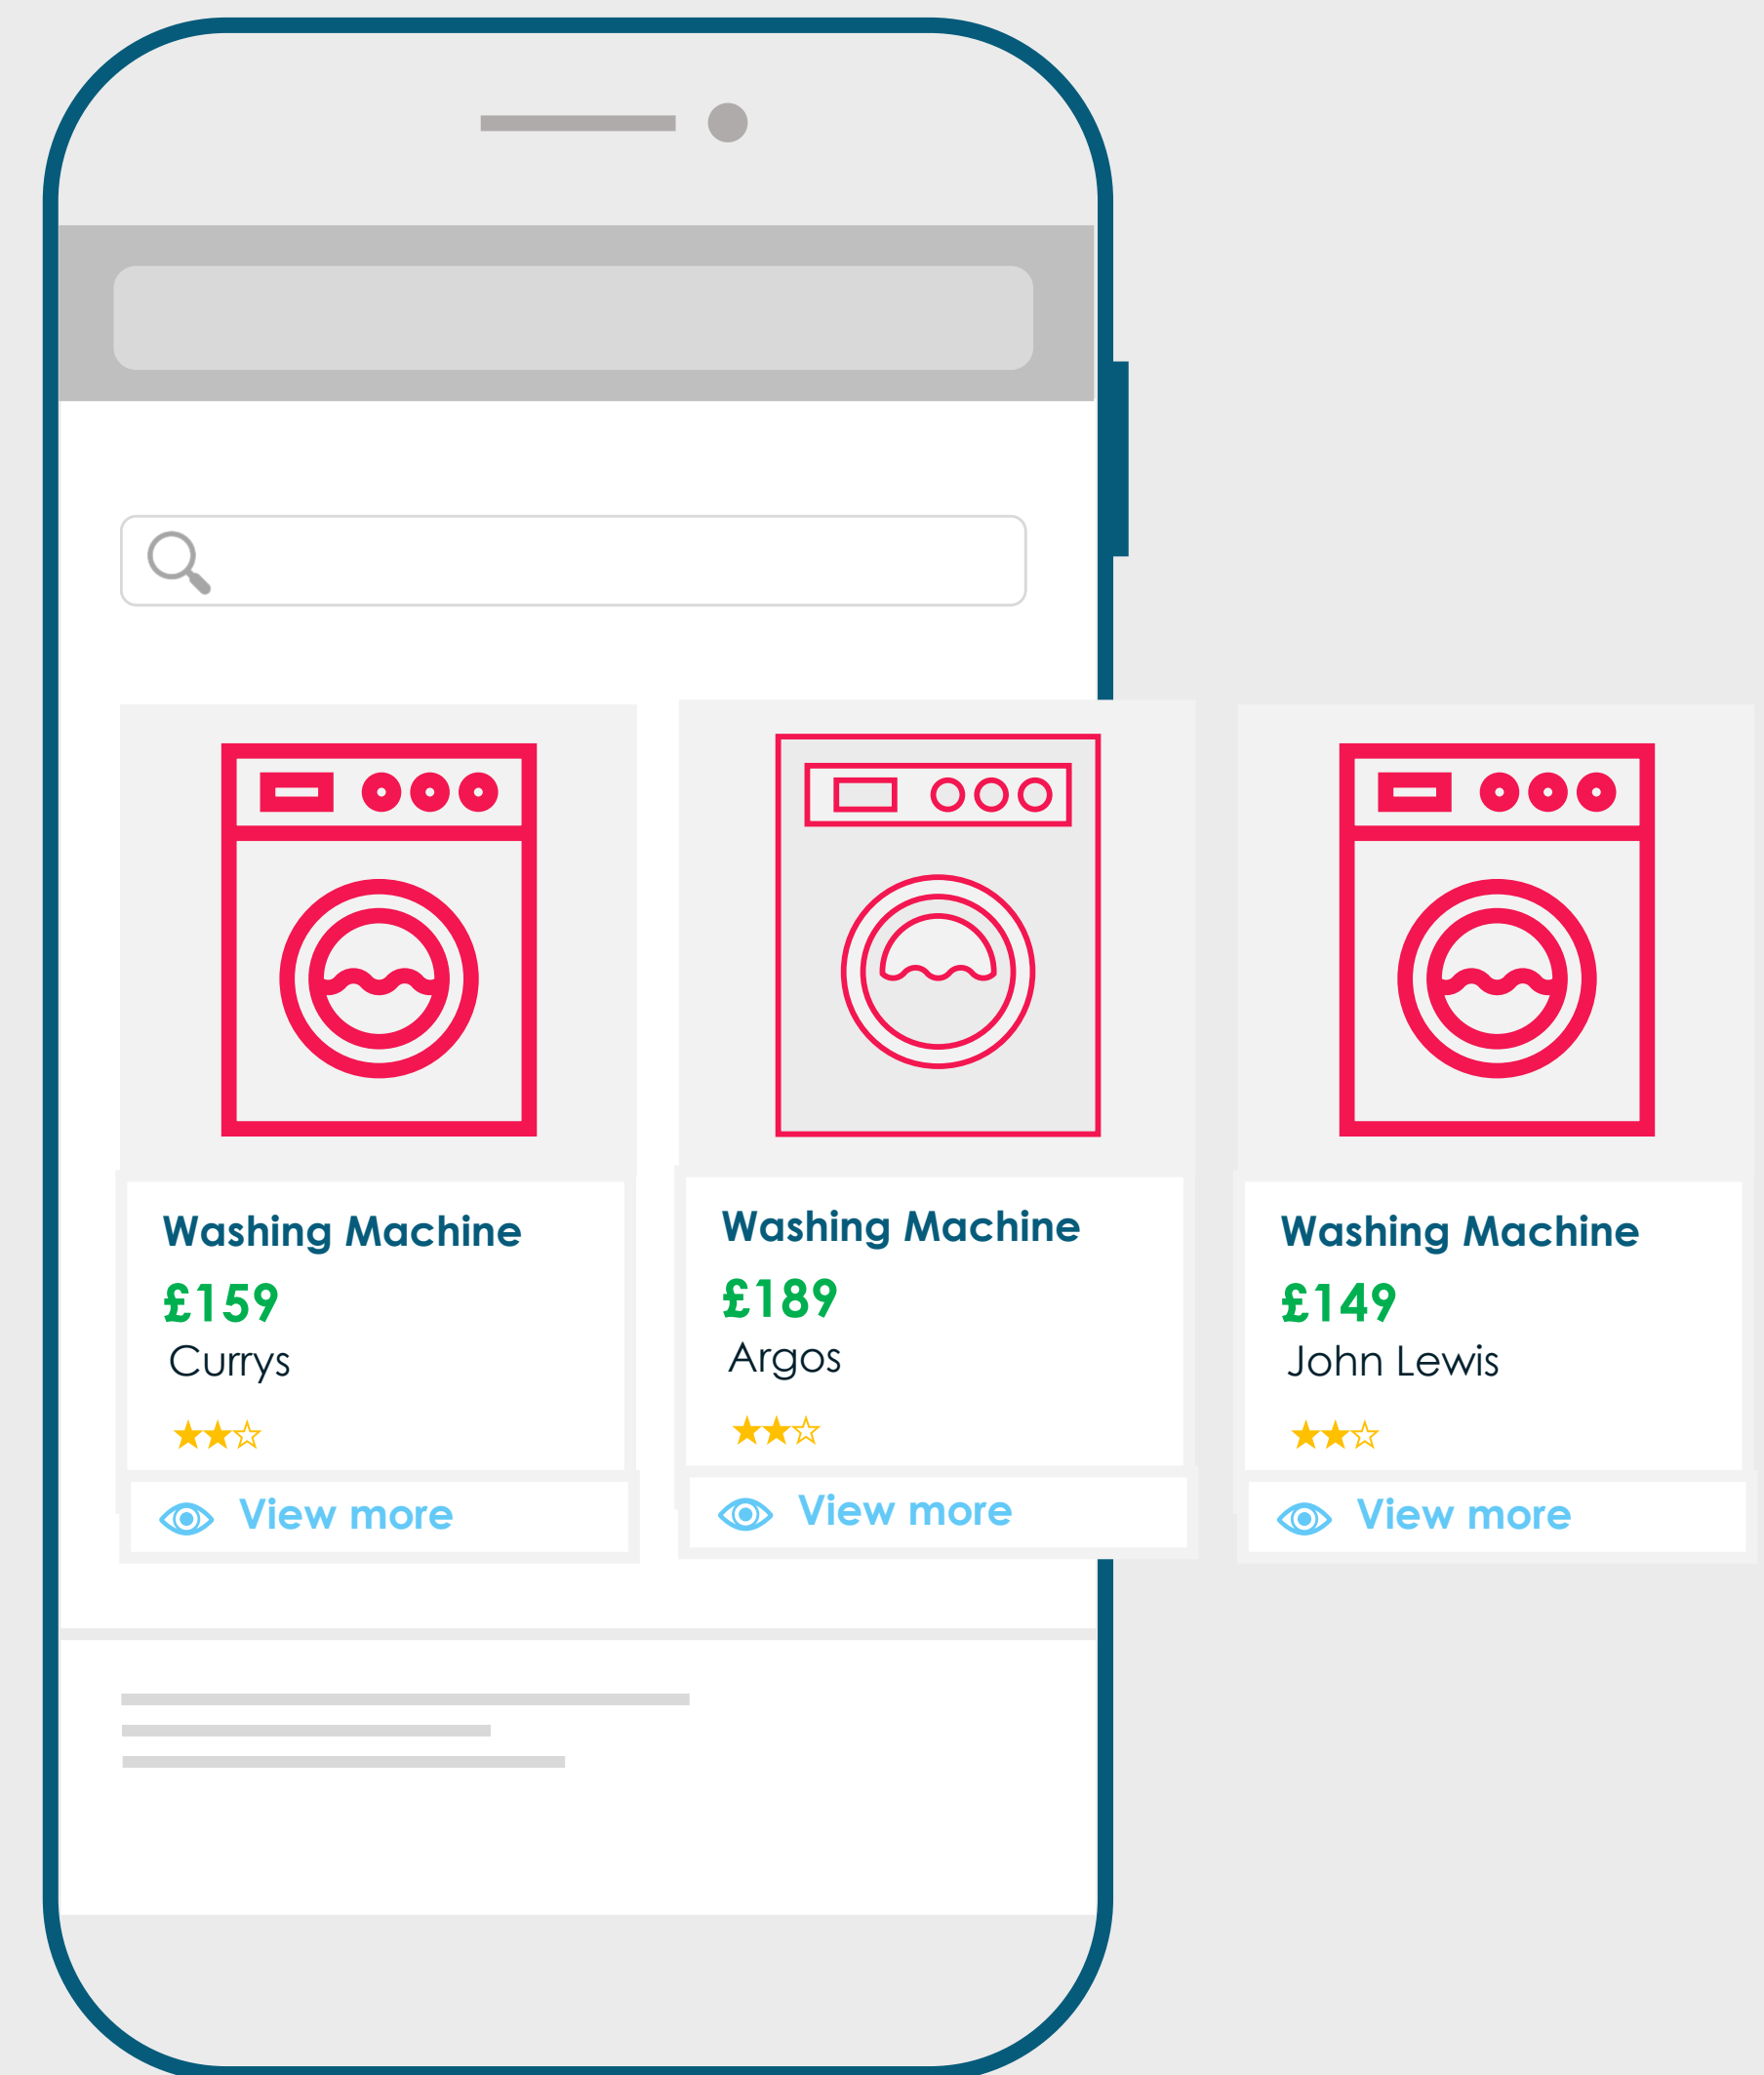 Washing Machine
£159
Currys
View more
Washing Machine
£189
Argos
View more
Washing Machine
£149
John Lewis
View more